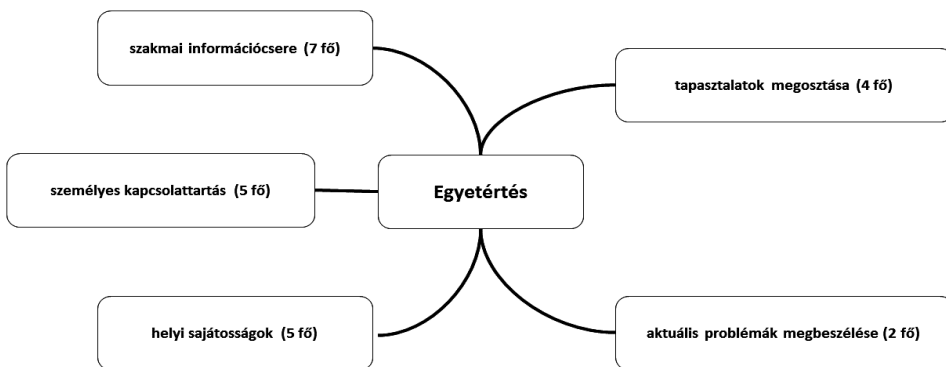 szakmai információcsere (7 fő)
tapasztalatok megosztása (4 fő)
személyes kapcsolattartás (5 fő)
Egyetértés
helyi sajátosságok (5 fő)
aktuális problémák megbeszélése (2 fő)